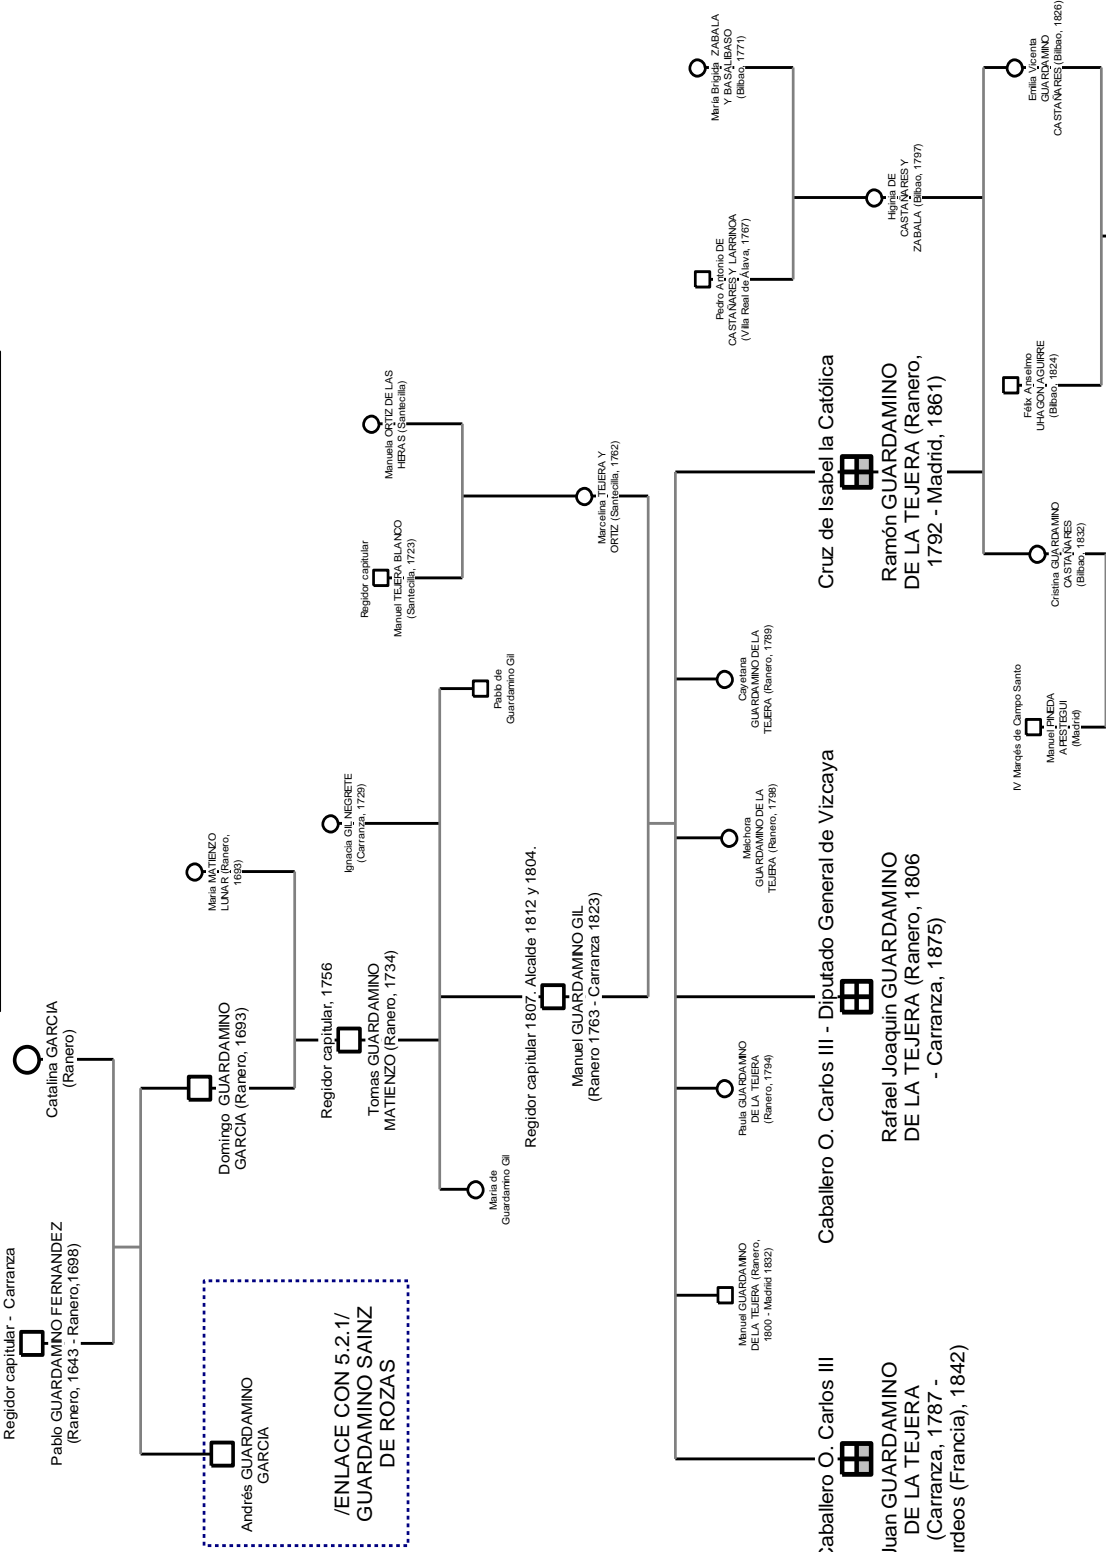 Regidor capitular - Carranza
Pablo GUARDAMINO FERNANDEZ
(Ranero, 1643 - Ranero,1698)
Catalina GARCIA
(Ranero)
Andrés GUARDAMINO
GARCIA
/ENLACE CON 5.2.1/
GUARDAMINO SAINZ
DE ROZAS
Domingo GUARDAMINO
GARCIA (Ranero, 1693)
Maria MATIENZO
LUNAR (Ranero,
1693)
Regidor capitular, 1756
Tomas GUARDAMINO
MATIENZO (Ranero, 1734)
Ignacia GIL NEGRETE
(Carranza, 1729)
Regidor capitular
Manuel TEJERA BLANCO
(Santecilla, 1723)
Manuela ORTIZ DE LAS
HERAS (Santecilla)
Maria de
Guardamino Gil
Regidor capitular 1807. Alcalde 1812 y 1804.
Manuel GUARDAMINO GIL
(Ranero 1763 - Carranza 1823)
Pablo de
Guardamino Gil
Marcelina TEJERA Y
ORTIZ (Santecilla, 1762)
Pedro Antonio DE
CASTAÑARES Y LARRINOA
(Villa Real de Álava, 1767)
Maria Brigida ZABALA
Y BASALIBASO
(Bilbao, 1771)
Caballero O. Carlos III
Juan GUARDAMINO
DE LA TEJERA
(Carranza, 1787 -
urdeos (Francia), 1842)
Manuel GUARDAMINO
DE LA TEJERA (Ranero,
1800 - Madriid 1832)
Paula GUARDAMINO
DE LA TEJERA
(Ranero, 1794)
Caballero O. Carlos III - Diputado General de Vizcaya
Rafael Joaquin GUARDAMINO
DE LA TEJERA (Ranero, 1806
- Carranza, 1875)
Melchora
GUARDAMINO DE LA
TEJERA (Ranero, 1798)
Cayetana
GUARDAMINO DE LA
TEJERA (Ranero, 1789)
Cruz de Isabel la Católica
Ramón GUARDAMINO
DE LA TEJERA (Ranero,
1792 - Madrid, 1861)
Higinia DE
CASTAÑARES Y
ZABALA (Bilbao, 1797)
IV Marqés de Campo Santo
Manuel PINEDA
APESTEGUI
(Madrid)
Cristina GUARDAMINO
CASTAÑARES
(Bilbao, 1832)
Félix Anselmo
UHAGON AGUIRRE
(Bilbao, 1824)
Emilia Vicenta
GUARDAMINO
CASTAÑARES (Bilbao, 1826)